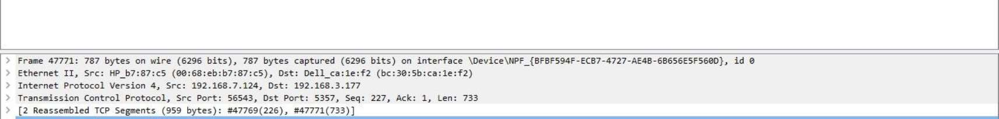 Frame 47771: 787 bytes on wire (6296 bits), 787 bytes captured (6296 bits) on interface \Device\NPF_{BFBF594F-ECB7-4727-AE4B-6B656E5F560D}, id 0
Ethernet II, Src: HP_b7:87:c5 (00:68:eb:b7:87:c5), Dst: Dell_ca:1e:f2 (bc:30:5b:ca:1e:f2)
Internet Protocol Version 4, Src: 192.168.7.124, Dst: 192.168.3.177
Transmission Control Protocol, Src Port: 56543, Dst Port: 5357, Seq: 227, Ack: 1, Len: 733
[2 Reassembled TCP Segments (959 bytes): #47769(226), #47771(733)]